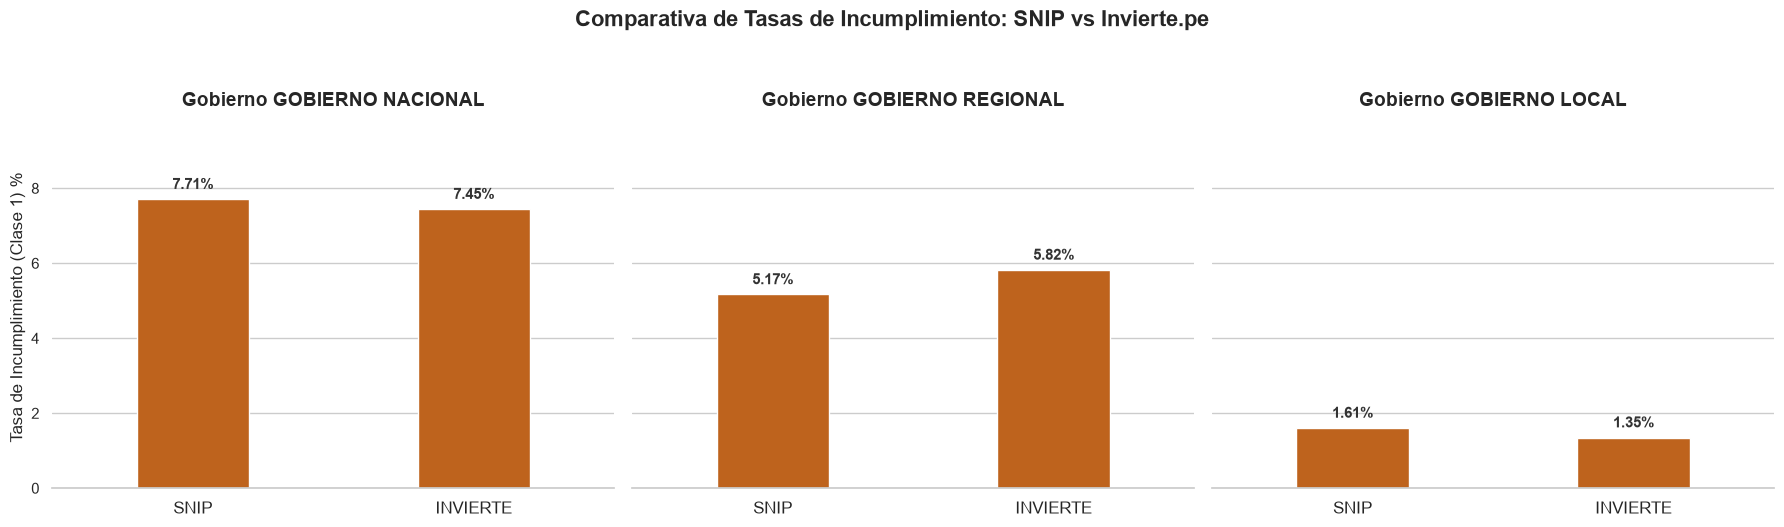 Comparativa de Tasas de Incumplimiento: SNIP vs Invierte.pe
Gobierno GOBIERNO NACIONAL
Gobierno GOBIERNO REGIONAL
Gobierno GOBIERNO LOCAL
Tasa de Incumplimiento (Clase 1) %
8
6
4
2
0
7.71%
7.45%
SNIP
INVIERTE
5.17%
5.82%
SNIP
INVIERTE
1.61%
1.35%
SNIP
INVIERTE